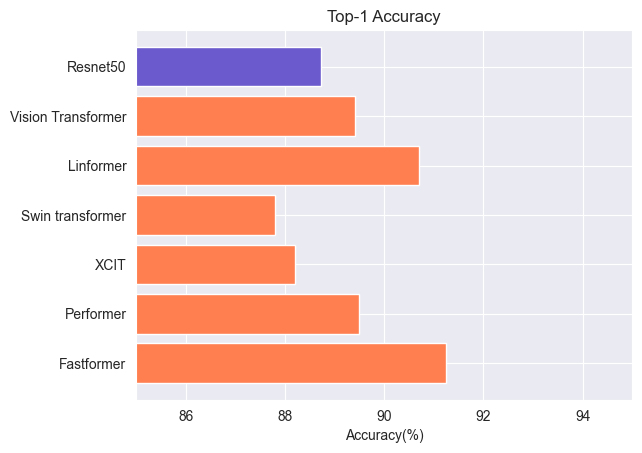 Top-1 Accuracy
Resnet50
Vision Transformer
Linformer
Swin transformer
XCIT
Performer
Fastformer
86 88 90 92 94
Accuracy(%)